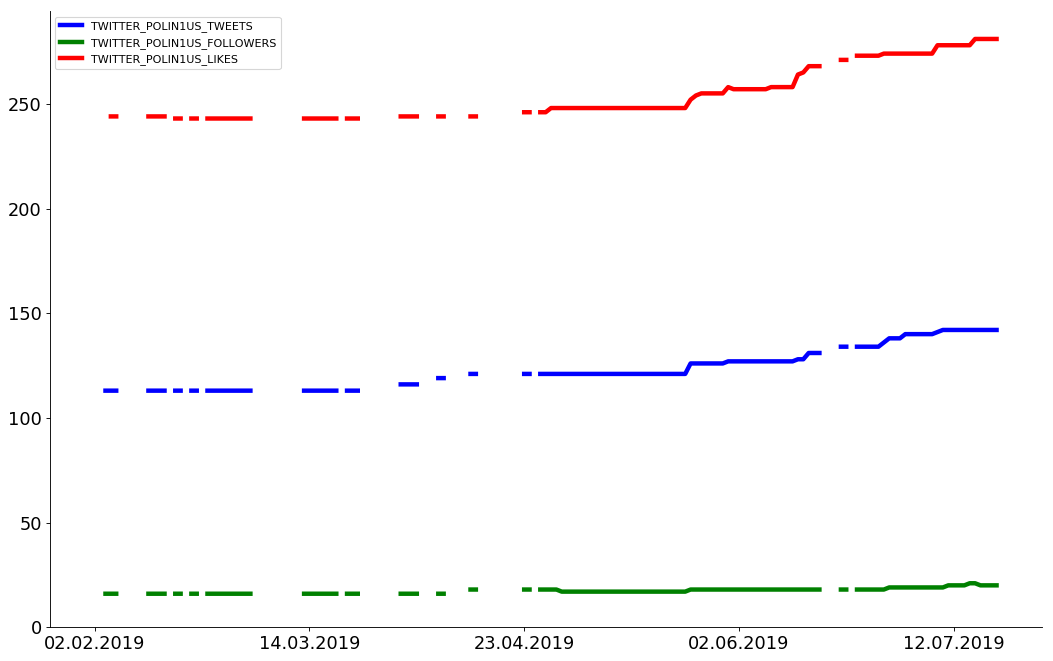 TWITTER_POLIN1US_TWEETS
TWITTER_POLIN1US_FOLLOWERS
TWITTER_POLIN1US_LIKES
250
200
150
100
50
0
02.02.2019 14.03.2019 23.04.2019 02.06.2019 12.07.2019